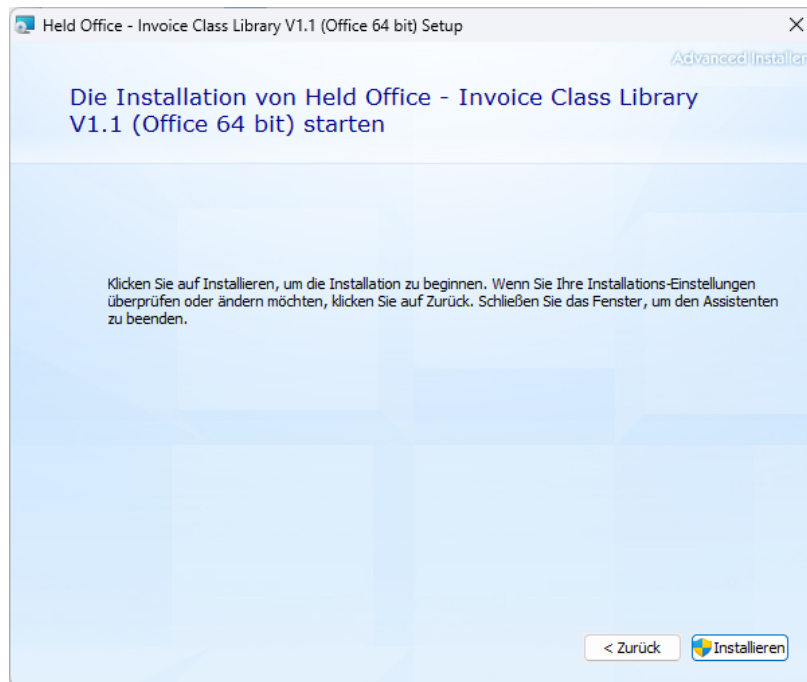 Held Office - Invoice Class Library V1.1 (Office 64 bit) Setup
Advanced Installer
Die Installation von Held Office - Invoice Class Library
V1.1 (Office 64 bit) starten
Klicken Sie auf Installieren, um die Installation zu beginnen. Wenn Sie Ihre Installations-Einstellungen
überprüfen oder ändern möchten, klicken Sie auf Zurück. Schließen Sie das Fenster, um den Assistenten
zu beenden.
< Zurück
Installieren